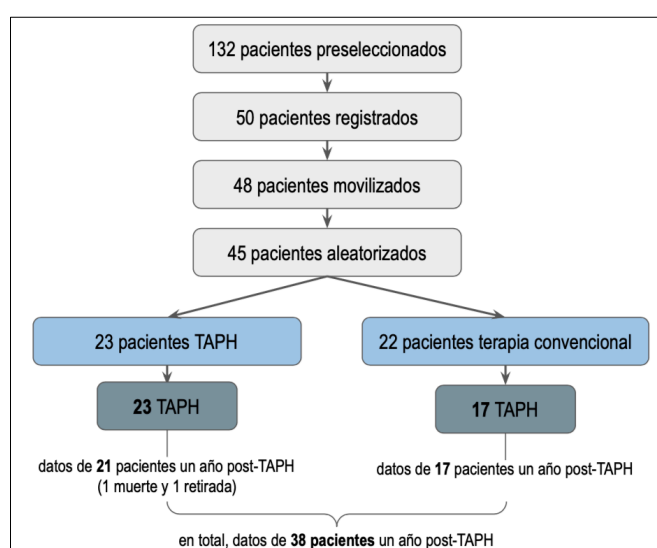 132 pacientes preseleccionados
50 pacientes registrados
48 pacientes movilizados
45 pacientes aleatorizados
23 pacientes TAPH
22 pacientes terapia convencional
23 TAPH
17 TAPH
datos de 21 pacientes un año post-TAPH
(1 muerte y 1 retirada)
datos de 17 pacientes un año post-TAPH
en total, datos de 38 pacientes un año post-TAPH